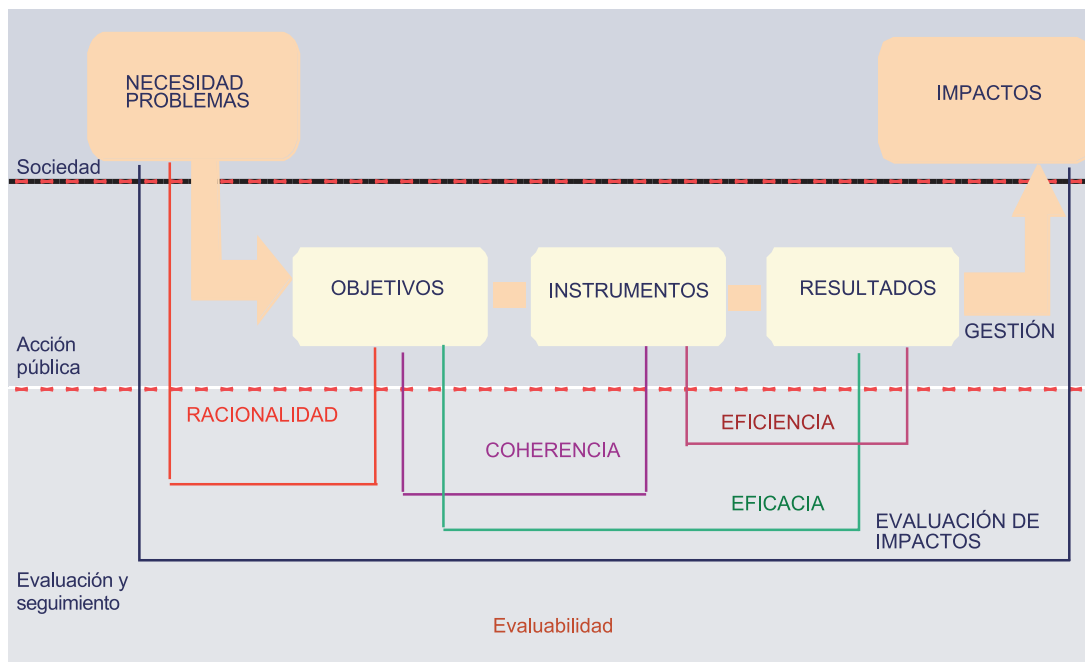 NECESIDAD
PROBLEMAS
IMPACTOS
Sociedad
OBJETIVOS
INSTRUMENTOS
RESULTADOS
GESTIÓN
Acción
pública
RACIONALIDAD
EFICIENCIA
COHERENCIA
EFICACIA
EVALUACIÓN DE
IMPACTOS
Evaluación y
seguimiento
Evaluabilidad